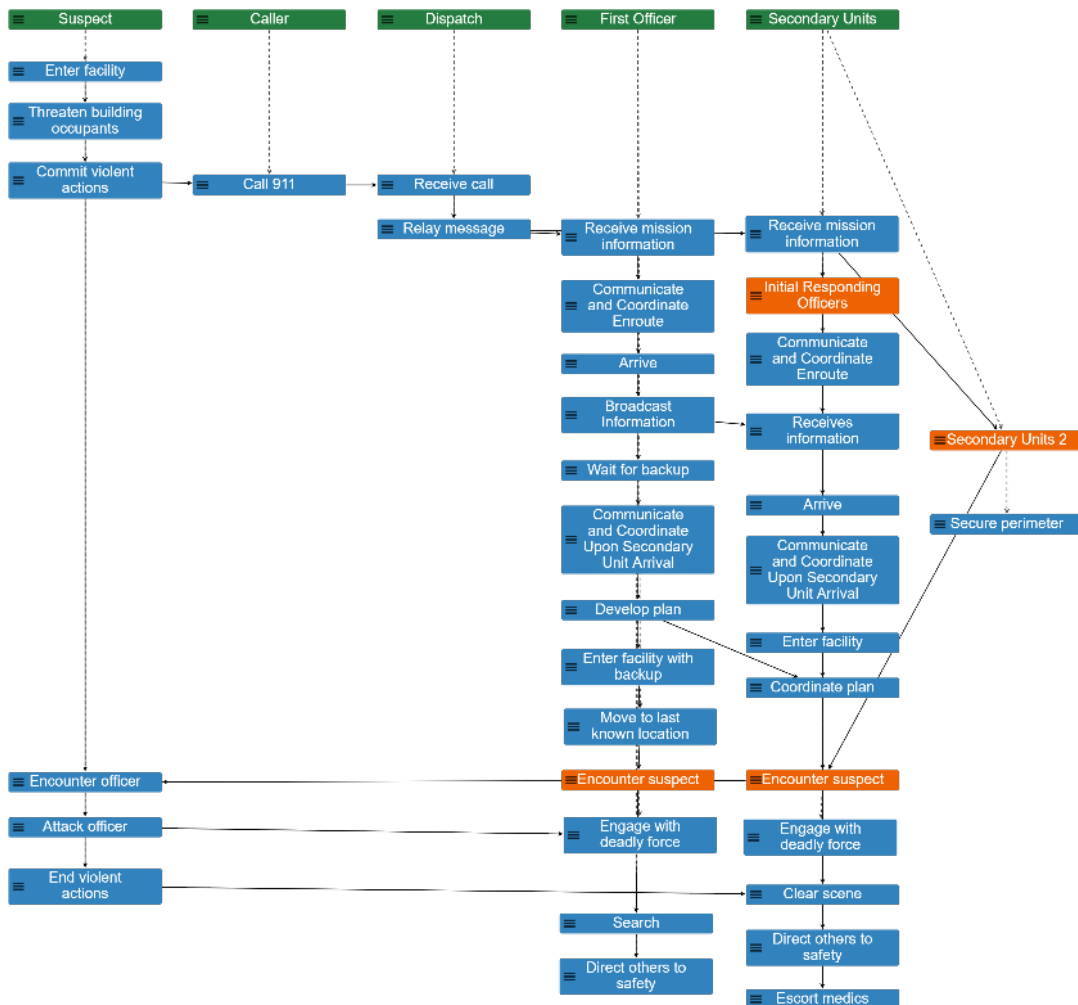 Suspect
Caller
Dispatch
First Officer
Secondary Units
Enter facility
Threaten building
occupants
Commit violent
actions
Call 911
Receive call
Relay message
Receive mission
information
Receive mission
information
Communicate
and Coordinate
Enroute
Initial Responding
Officers
Communicate
and Coordinate
Enroute
Arrive
Broadcast
Information
Receives
information
Secondary Units 2
Wait for backup
Arrive
Secure perimeter
Communicate
and Coordinate
Upon Secondary
Unit Arrival
Communicate
and Coordinate
Upon Secondary
Unit Arrival
Develop plan
Enter facility
Enter facility with
backup
Coordinate plan
Move to last
known location
Encounter officer
Encounter suspect
Encounter suspect
Attack officer
Engage with
deadly force
Engage with
deadly force
End violent
actions
Clear scene
Search
Direct others to
safety
Direct others to
safety
Escort medics